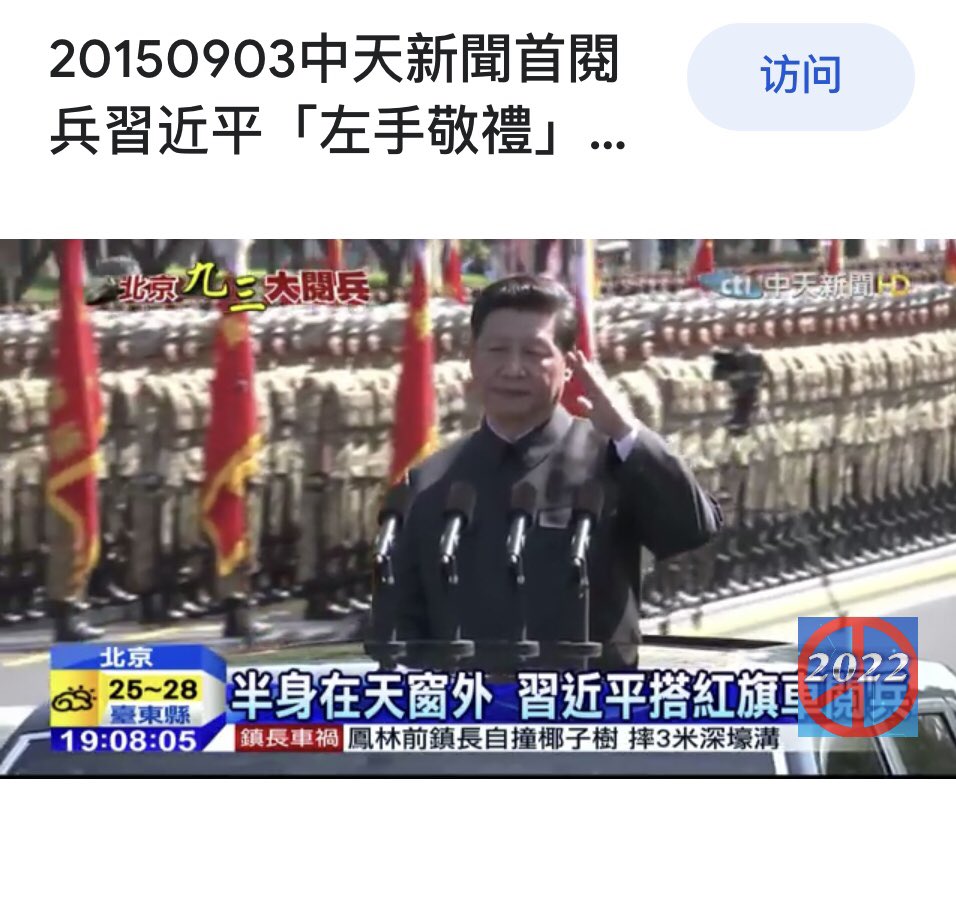 20150903中天新聞首閱
兵習近平「左手敬禮」...
访问
北京九三大閱兵
cti 中天新聞HD
北京
25~28
臺東縣
19:08:05
半身在天窗外 習近平搭紅旗車閱兵
2022
鎮長車禍 鳳林前鎮長自撞椰子樹 摔3米深壕溝